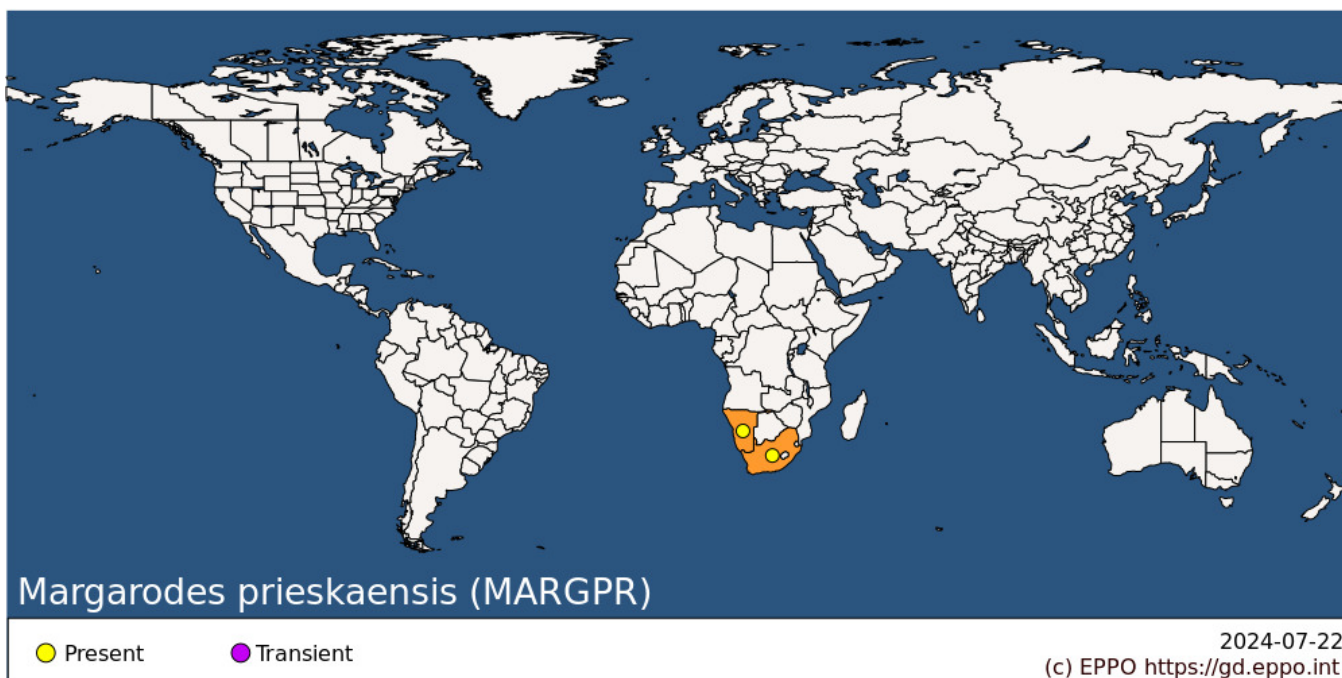 Margarodes prieskaensis (MARGPR)
Present
Transient
2024-07-22
(c) EPPO https://gd.eppo.int